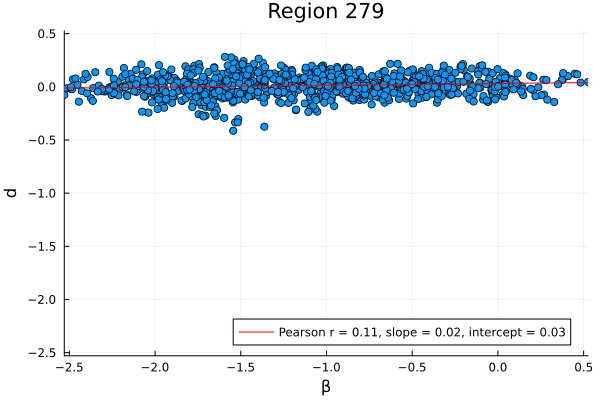 Region 279
0.5
0.0
−0.5
−1.0
−1.5
−2.0
−2.5
d
Pearson r = 0.11, slope = 0.02, intercept = 0.03
−2.5 −2.0 −1.5 −1.0 −0.5 0.0 0.5
β